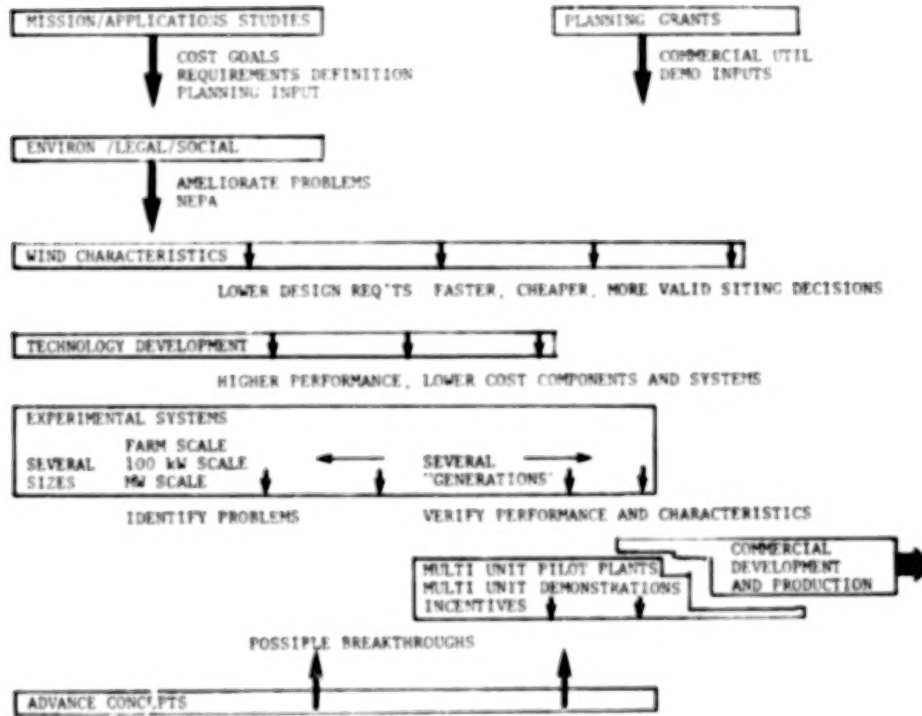 MISSION/APPLICATIONS STUDIES
PLANNING GRANTS
COST GOALS
REQUIREMENTS DEFINITION
PLANNING INPUT
COMMERCIAL UTIL
DEMO INPUTS
ENVIRON /LEGAL/SOCIAL
AMELIORATE PROBLEMS
NEPA
WIND CHARACTERISTICS
LOWER DESIGN REQ'TS FASTER, CHEAPER, MORE VALID SITING DECISIONS
TECHNOLOGY DEVELOPMENT
HIGHER PERFORMANCE, LOWER COST COMPONENTS AND SYSTEMS
EXPERIMENTAL SYSTEMS
SEVERAL SIZES
FARM SCALE
100 kW SCALE
MW SCALE
SEVERAL
"GENERATIONS"
IDENTIFY PROBLEMS
VERIFY PERFORMANCE AND CHARACTERISTICS
MULTI UNIT PILOT PLANTS
MULTI UNIT DEMONSTRATIONS
INCENTIVES
COMMERCIAL
DEVELOPMENT
AND PRODUCTION
POSSIBLE BREAKTHROUGHS
ADVANCE CONCEPTS